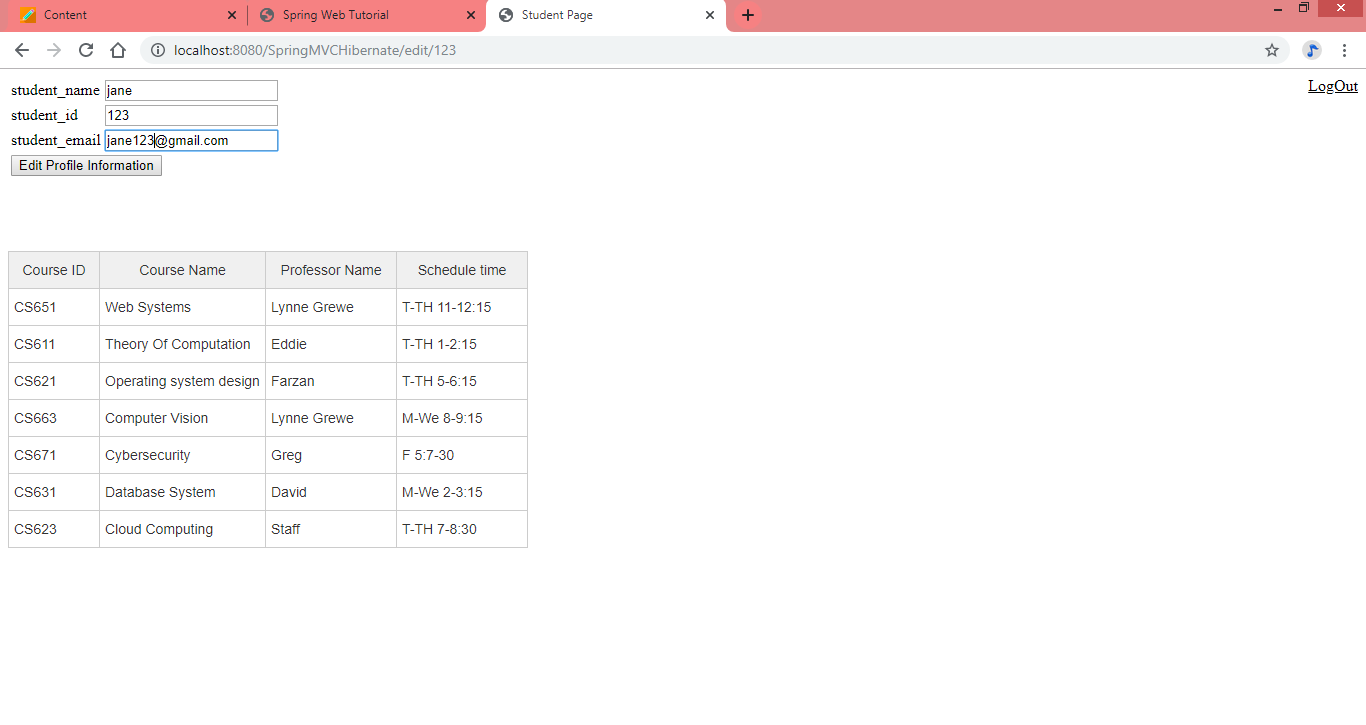 Content
Spring Web Tutorial
Student Page
localhost:8080/SpringMVCHibernate/edit/123
LogOut
student_name jane
student_id 123
student_email jane123@gmail.com
Edit Profile Information
Course ID Course Name Professor Name Schedule time
CS651 Web Systems Lynne Grewe T-TH 11-12:15
CS611 Theory Of Computation Eddie T-TH 1-2:15
CS621 Operating system design Farzan T-TH 5-6:15
CS663 Computer Vision Lynne Grewe M-We 8-9:15
CS671 Cybersecurity Greg F 5:7-30
CS631 Database System David M-We 2-3:15
CS623 Cloud Computing Staff T-TH 7-8:30